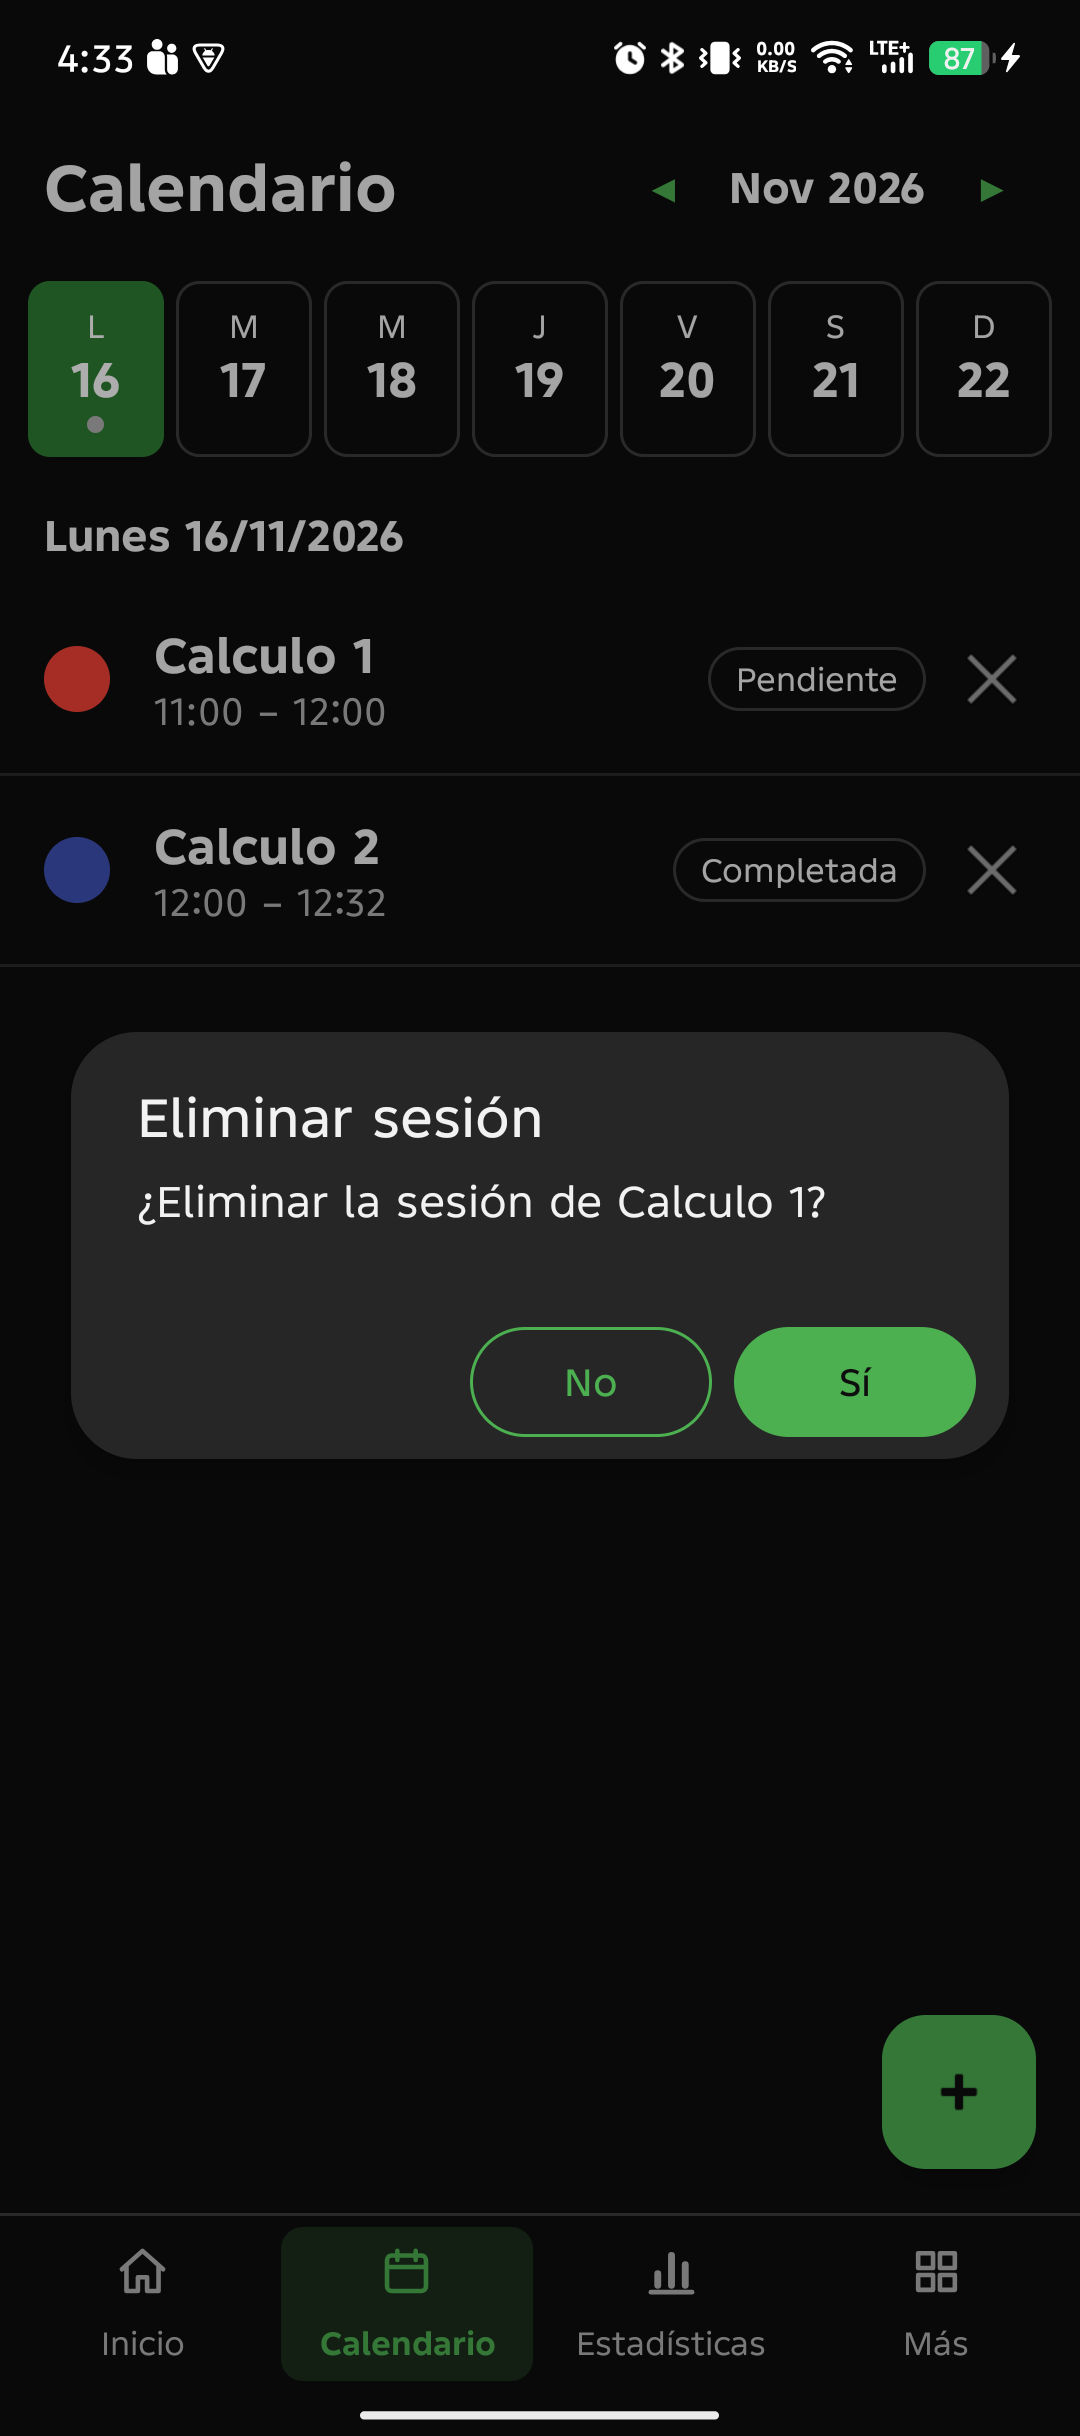 4:33
0.00
KB/S
LTE+
87
Calendario
◀ Nov 2026 ▶
L M M J V S D
16 17 18 19 20 21 22
Lunes 16/11/2026
Calculo 1
11:00 – 12:00
Pendiente
Calculo 2
12:00 – 12:32
Completada
Eliminar sesión
¿Eliminar la sesión de Calculo 1?
No Sí
+
Inicio Calendario Estadísticas Más